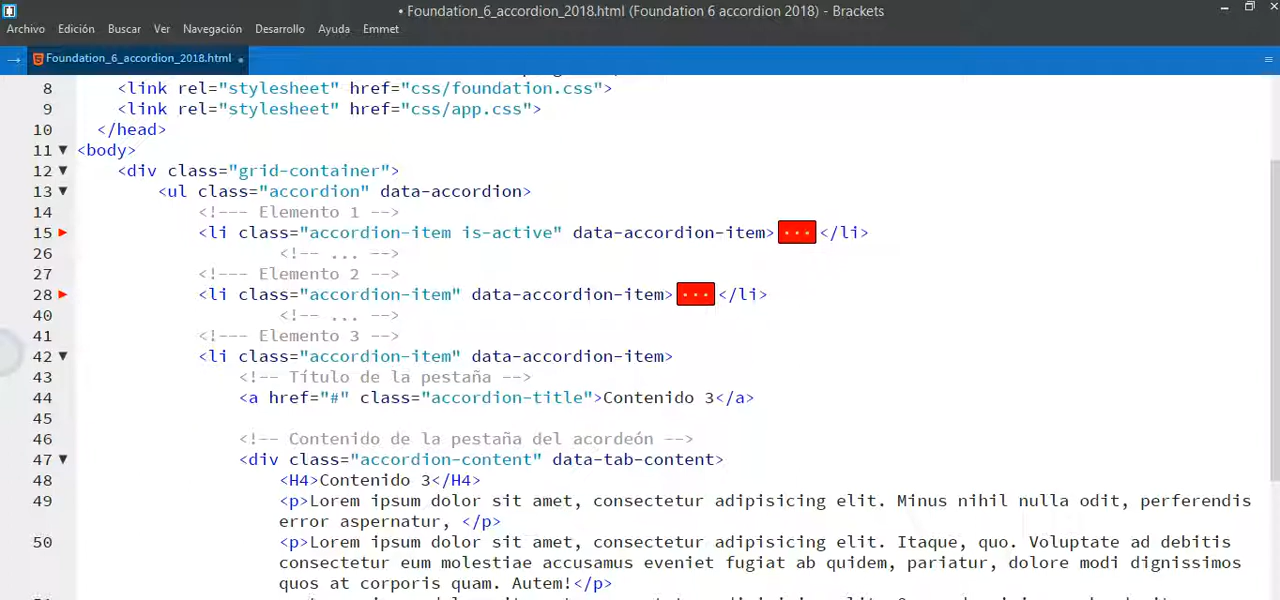 • Foundation_6_accordion_2018.html (Foundation 6 accordion 2018) - Brackets
Archivo Edición Buscar Ver Navegación Desarrollo Ayuda Emmet
Foundation_6_accordion_2018.html •
8 <link rel="stylesheet" href="css/foundation.css">
9 <link rel="stylesheet" href="css/app.css">
10 </head>
11 <body>
12 <div class="grid-container">
13 <ul class="accordion" data-accordion>
14 <!--- Elemento 1 -->
15 <li class="accordion-item is-active" data-accordion-item>...</li>
26 <!-- ... -->
27 <!--- Elemento 2 -->
28 <li class="accordion-item" data-accordion-item>...</li>
40 <!-- ... -->
41 <!--- Elemento 3 -->
42 <li class="accordion-item" data-accordion-item>
43 <!-- Título de la pestaña -->
44 <a href="#" class="accordion-title">Contenido 3</a>
45
46 <!-- Contenido de la pestaña del acordeón -->
47 <div class="accordion-content" data-tab-content>
48 <H4>Contenido 3</H4>
49 <p>Lorem ipsum dolor sit amet, consectetur adipisicing elit. Minus nihil nulla odit, perferendis
error aspernatur, </p>
50 <p>Lorem ipsum dolor sit amet, consectetur adipisicing elit. Itaque, quo. Voluptate ad debitis
consectetur eum molestiae accusamus eveniet fugiat ab quidem, pariatur, dolore modi dignissimos
quos at corporis quam. Autem!</p>